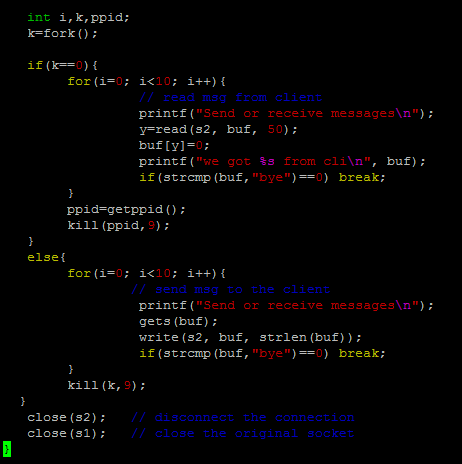 int i,k,ppid;
k=fork();
if(k==0){
for(i=0; i<10; i++){
// read msg from client
printf("Send or receive messages\n");
y=read(s2, buf, 50);
buf[y]=0;
printf("we got %s from cli\n", buf);
if(strcmp(buf,"bye")==0) break;
}
ppid=getppid();
kill(ppid,9);
}
else{
for(i=0; i<10; i++){
// send msg to the client
printf("Send or receive messages\n");
gets(buf);
write(s2, buf, strlen(buf));
if(strcmp(buf,"bye")==0) break;
}
kill(k,9);
}
close(s2); // disconnect the connection
close(s1); // close the original socket
}